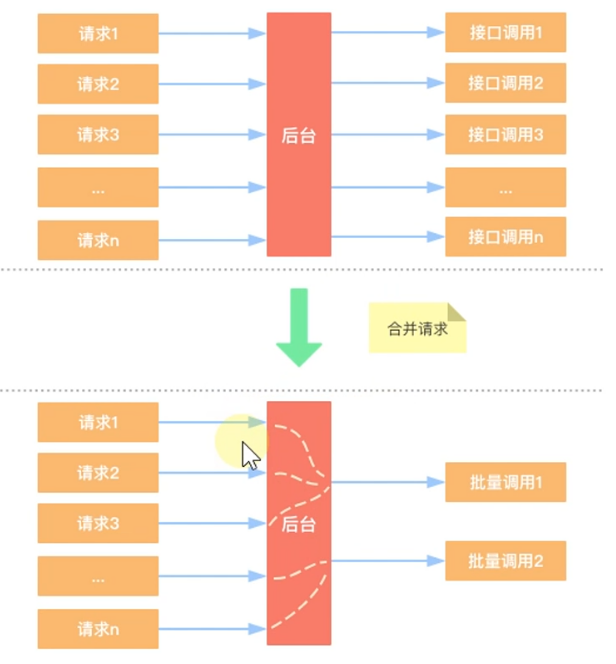 请求1
接口调用1
请求2
接口调用2
请求3
后台
接口调用3
...
...
请求n
接口调用n
合并请求
请求1
请求2
批量调用1
请求3
后台
...
批量调用2
请求n